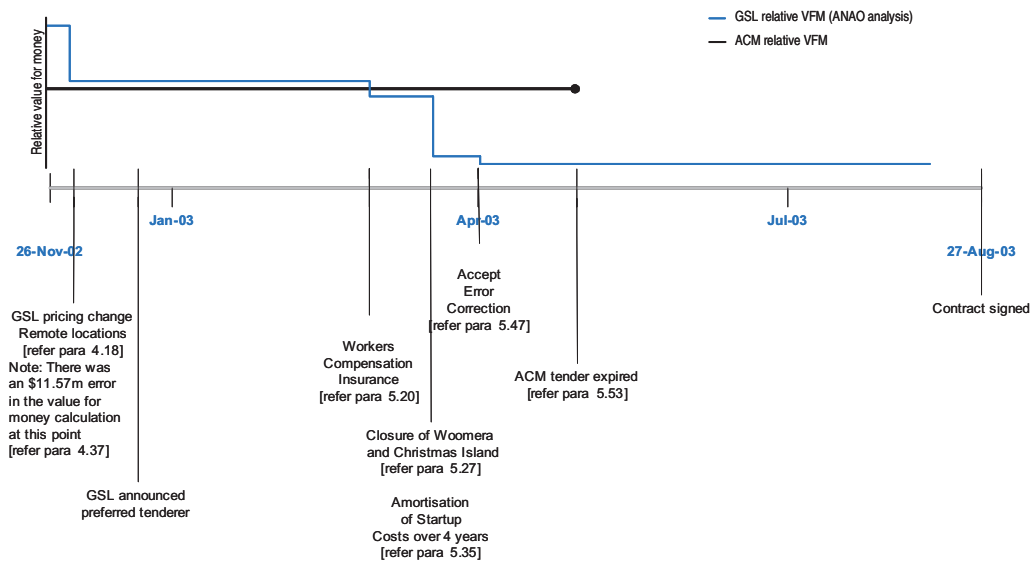 GSL relative VFM (ANAO analysis)
ACM relative VFM
Relative value for money
Jan-03
Apr-03
Jul-03
26-Nov-02
27-Aug-03
GSL pricing change
Remote locations
[refer para 4.18]
Note: There was
an $11.57m error
in the value for
money calculation
at this point
[refer para 4.37]
GSL announced
preferred tenderer
Workers
Compensation
Insurance
[refer para 5.20]
Closure of Woomera
and Christmas Island
[refer para 5.27]
Amortisation
of Startup
Costs over 4 years
[refer para 5.35]
Accept
Error
Correction
[refer para 5.47]
ACM tender expired
[refer para 5.53]
Contract signed